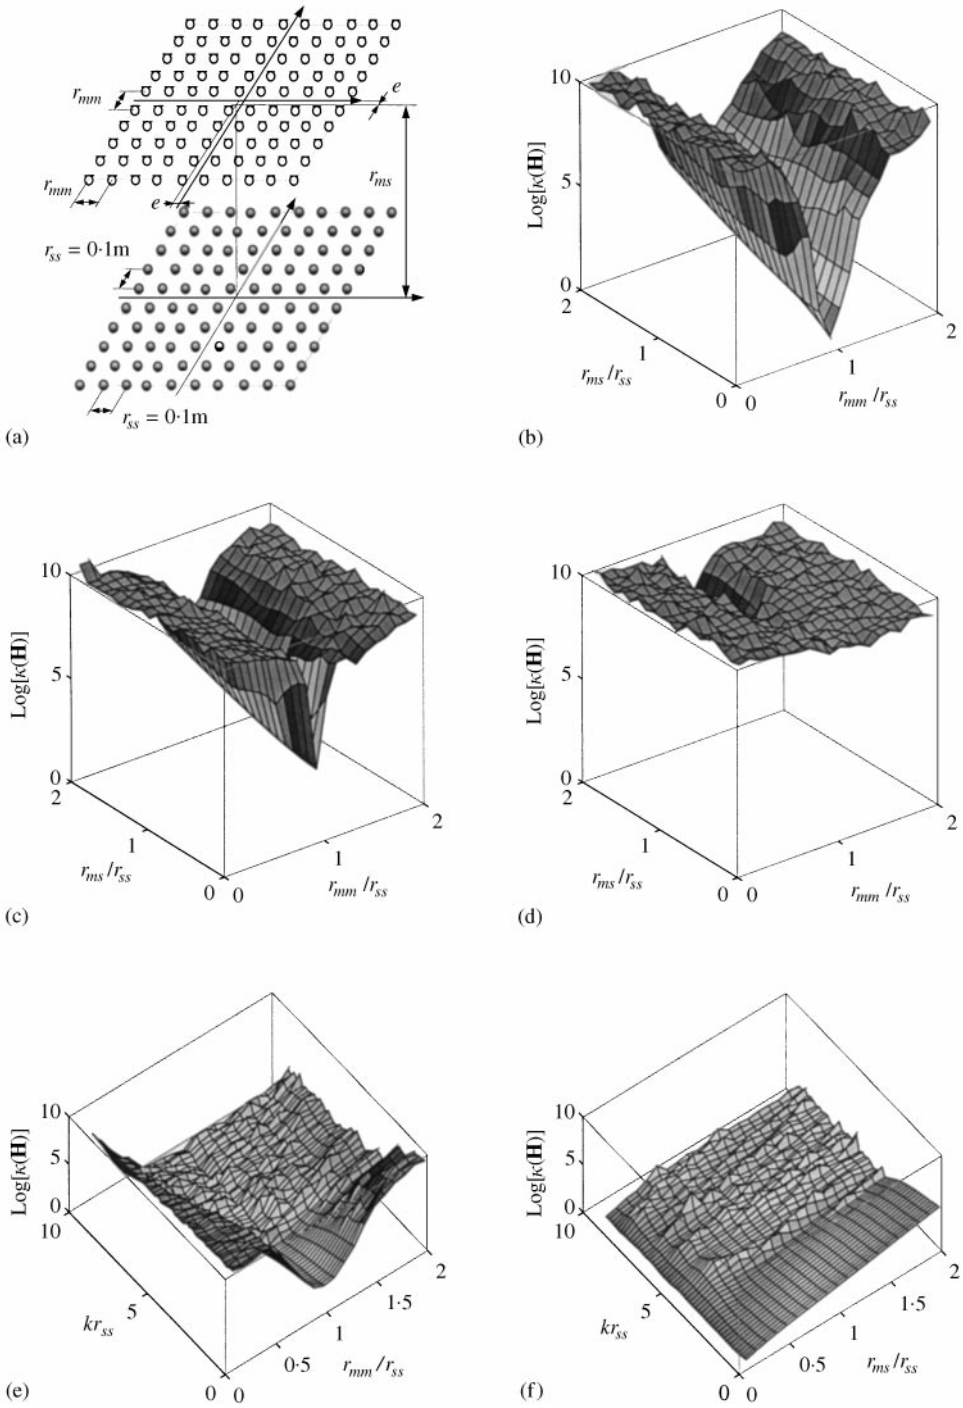 e
r_mm
r_ms
r_mm
e
r_ss = 0·1m
r_ss = 0·1m
(a)
10
5
0
2
1
0
0
1
2
Log[κ(H)]
r_ms/r_ss
r_mm/r_ss
(b)
10
5
0
2
1
0
0
1
2
Log[κ(H)]
r_ms/r_ss
r_mm/r_ss
(c)
10
5
0
2
1
0
0
1
2
Log[κ(H)]
r_ms/r_ss
r_mm/r_ss
(d)
10
5
0
10
5
0
0
0·5
1
1·5
2
Log[κ(H)]
kr_ss
r_mm/r_ss
(e)
10
5
0
10
5
0
0
0·5
1
1·5
2
Log[κ(H)]
kr_ss
r_ms/r_ss
(f)